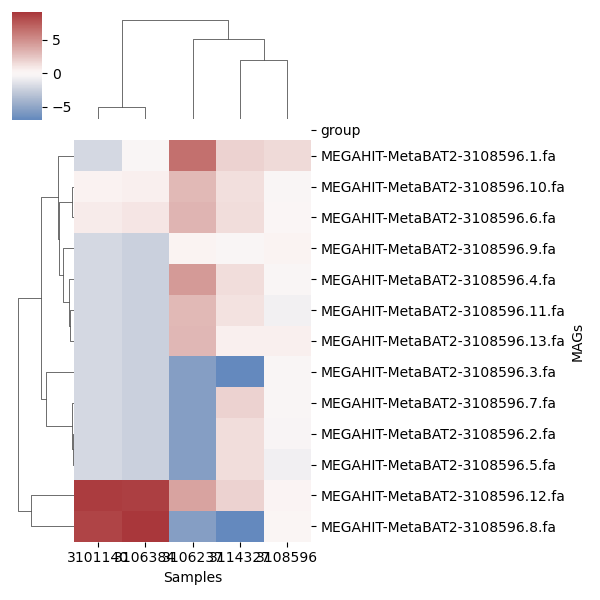 5
0
−5
group
MEGAHIT-MetaBAT2-3108596.1.fa
MEGAHIT-MetaBAT2-3108596.10.fa
MEGAHIT-MetaBAT2-3108596.6.fa
MEGAHIT-MetaBAT2-3108596.9.fa
MEGAHIT-MetaBAT2-3108596.4.fa
MEGAHIT-MetaBAT2-3108596.11.fa
MEGAHIT-MetaBAT2-3108596.13.fa
MEGAHIT-MetaBAT2-3108596.3.fa
MEGAHIT-MetaBAT2-3108596.7.fa
MEGAHIT-MetaBAT2-3108596.2.fa
MEGAHIT-MetaBAT2-3108596.5.fa
MEGAHIT-MetaBAT2-3108596.12.fa
MEGAHIT-MetaBAT2-3108596.8.fa
MAGs
3108596
Samples